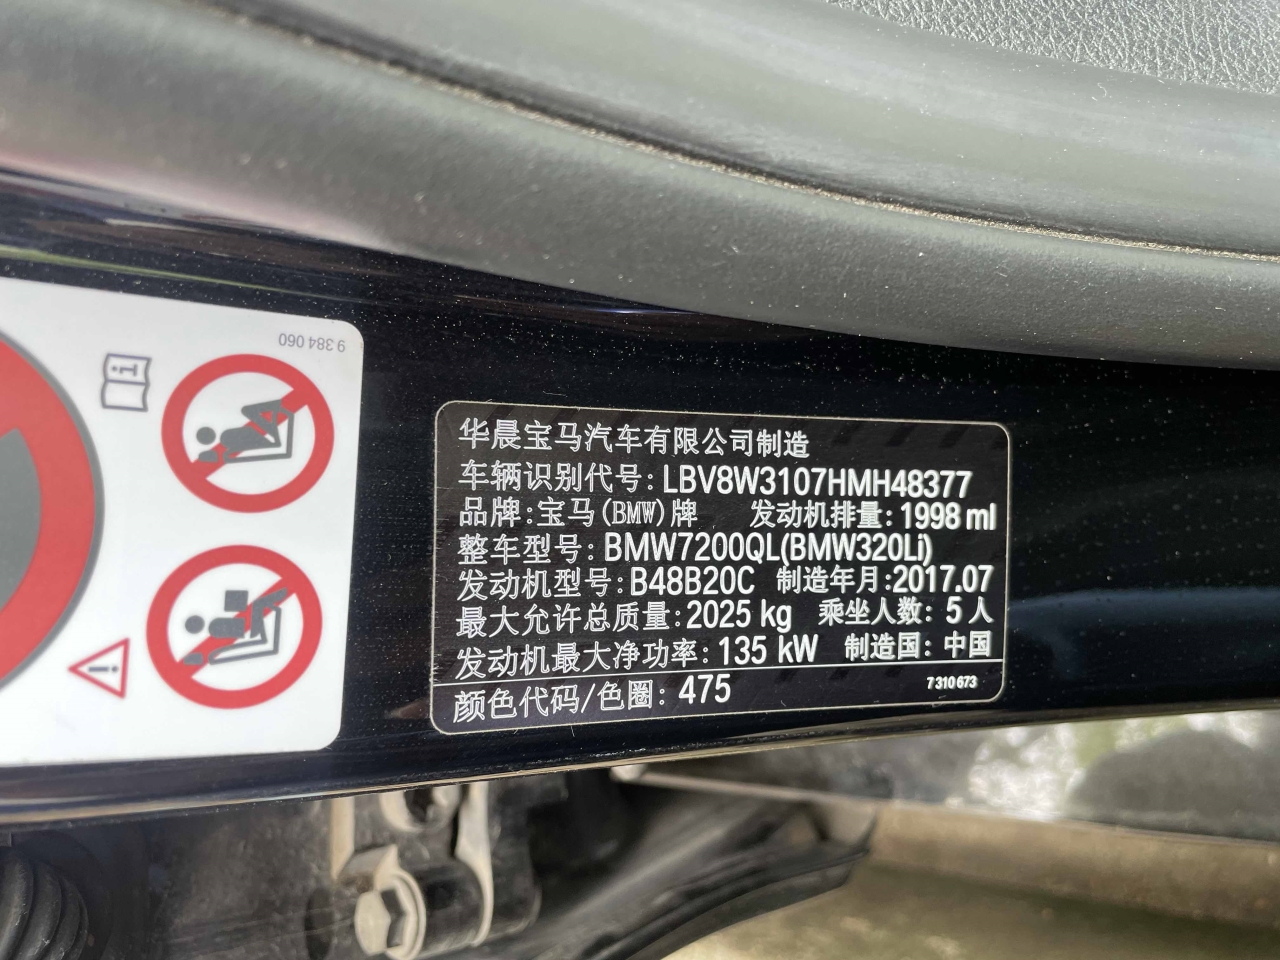 9 384 060
华晨宝马汽车有限公司制造
车辆识别代号: LBV8W3107HMH48377
品牌:宝马(BMW)牌 发动机排量: 1998 ml
整车型号: BMW7200QL(BMW320Li)
发动机型号: B48B20C 制造年月:2017.07
最大允许总质量: 2025 kg 乘坐人数: 5 人
发动机最大净功率: 135 kW 制造国: 中国
颜色代码/色圈: 475 7 310 673